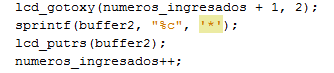 lcd_gotoxy(numeros_ingresados + 1, 2);
sprintf(buffer2, "%c", '*');
lcd_putrs(buffer2);
numeros_ingresados++;